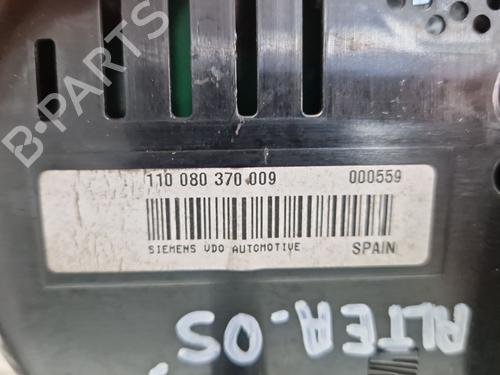 B-PARTS
110 080 370 009 000559
SIEMENS VDO AUTOMOTIVE SPAIN
ALTEA-05